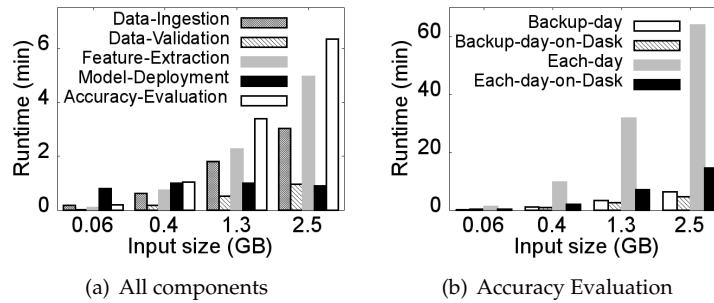 Runtime (min)
6
4
2
0
Data-Ingestion
Data-Validation
Feature-Extraction
Model-Deployment
Accuracy-Evaluation
0.06 0.4 1.3 2.5
Input size (GB)
(a) All components
Runtime (min)
60
40
20
0
Backup-day
Backup-day-on-Dask
Each-day
Each-day-on-Dask
0.06 0.4 1.3 2.5
Input size (GB)
(b) Accuracy Evaluation